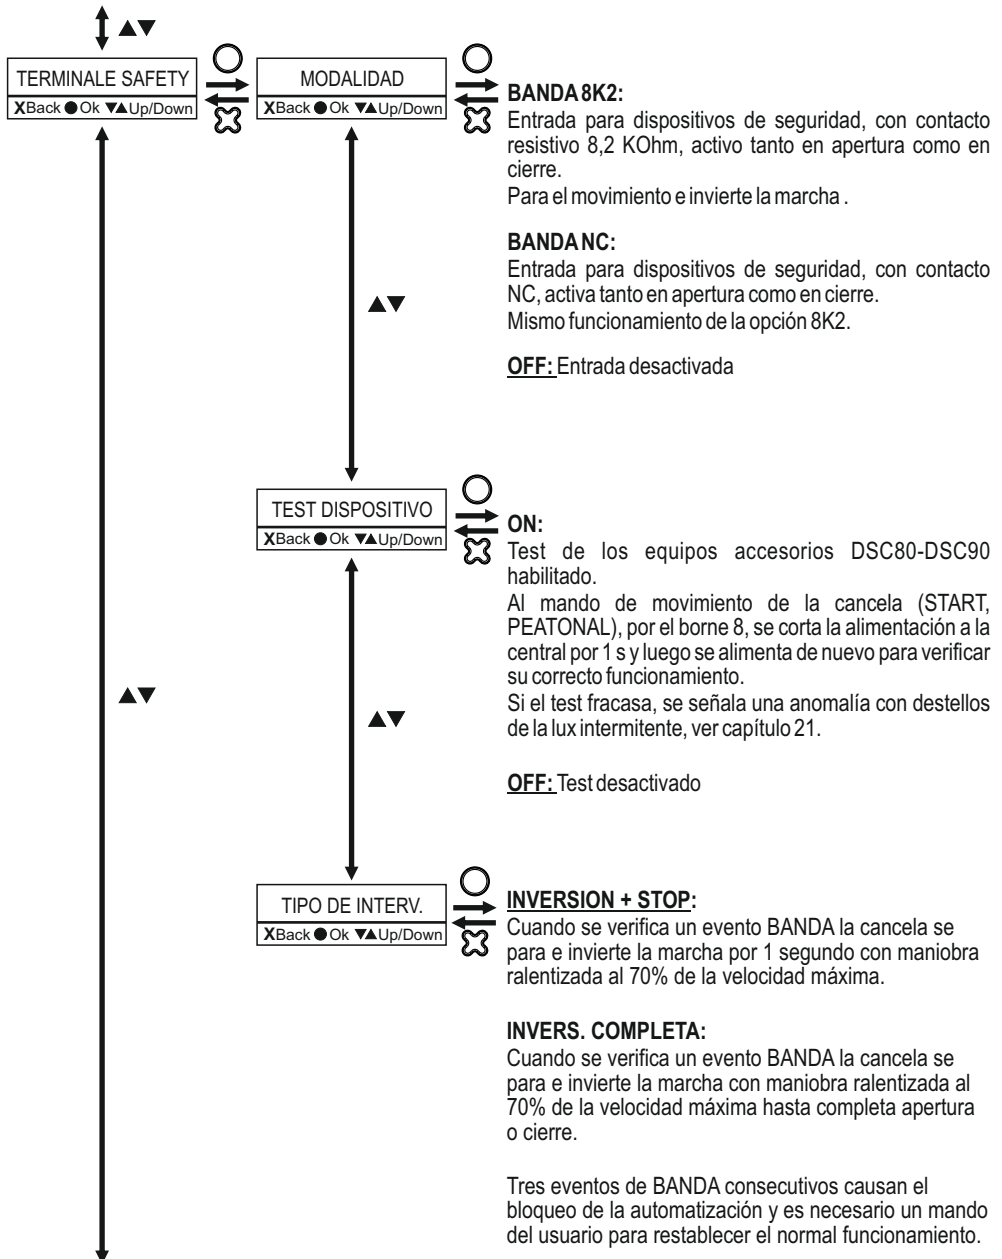 ▲▼
TERMINALE SAFETY
XBack ● Ok ▼▲Up/Down
MODALIDAD
XBack ● Ok ▼▲Up/Down
BANDA 8K2:
Entrada para dispositivos de seguridad, con contacto
resistivo 8,2 KOhm, activo tanto en apertura como en
cierre.
Para el movimiento e invierte la marcha .
BANDA NC:
Entrada para dispositivos de seguridad, con contacto
NC, activa tanto en apertura como en cierre.
Mismo funcionamiento de la opción 8K2.
OFF: Entrada desactivada
▲▼
TEST DISPOSITIVO
XBack ● Ok ▼▲Up/Down
ON:
Test de los equipos accesorios DSC80-DSC90
habilitado.
Al mando de movimiento de la cancela (START,
PEATONAL), por el borne 8, se corta la alimentación a la
central por 1 s y luego se alimenta de nuevo para verificar
su correcto funcionamiento.
Si el test fracasa, se señala una anomalía con destellos
de la lux intermitente, ver capítulo 21.
OFF: Test desactivado
▲▼
▲▼
TIPO DE INTERV.
XBack ● Ok ▼▲Up/Down
INVERSION + STOP:
Cuando se verifica un evento BANDA la cancela se
para e invierte la marcha por 1 segundo con maniobra
ralentizada al 70% de la velocidad máxima.
INVERS. COMPLETA:
Cuando se verifica un evento BANDA la cancela se
para e invierte la marcha con maniobra ralentizada al
70% de la velocidad máxima hasta completa apertura
o cierre.
Tres eventos de BANDA consecutivos causan el
bloqueo de la automatización y es necesario un mando
del usuario para restablecer el normal funcionamiento.